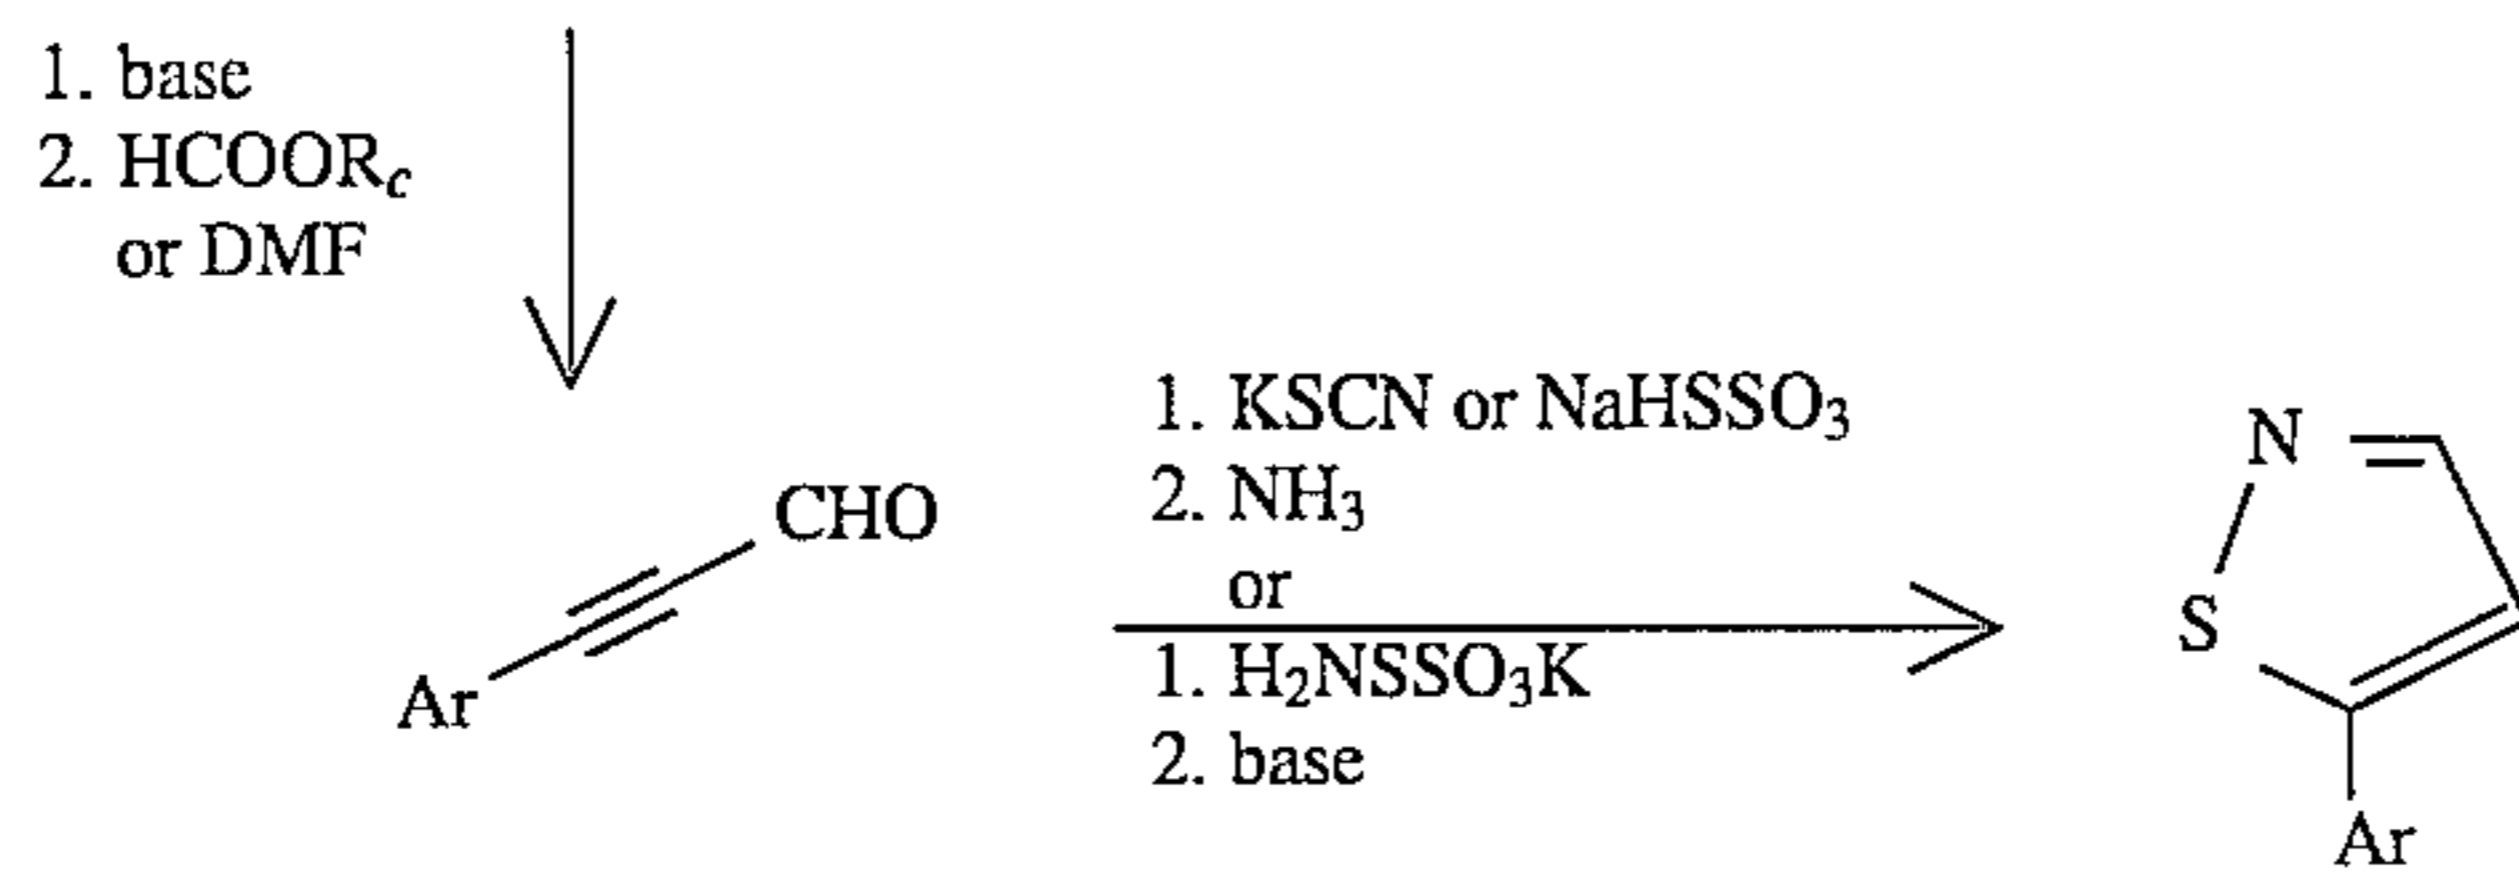 1. base
2. HCOOR_c
or DMF
CHO
Ar
1. KSCN or NaHSSO₃
2. NH₃
or
1. H₂NSSO₃K
2. base
N
S
Ar